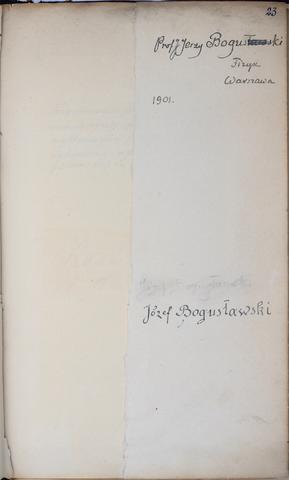 23
Prof. Jerzy Bogusławski
Fizyk
Warszawa
1901.
Józef Bogusławski